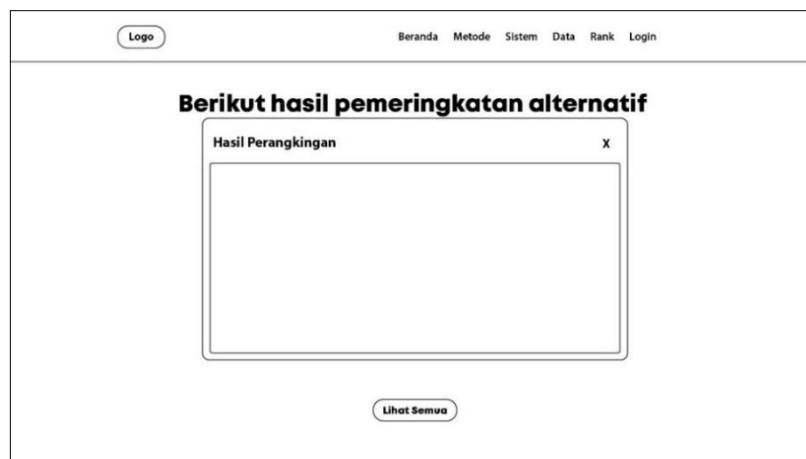 Logo
Beranda Metode Sistem Data Rank Login
Berikut hasil pemeringkatan alternatif
Hasil Perangkingan X
Lihat Semua